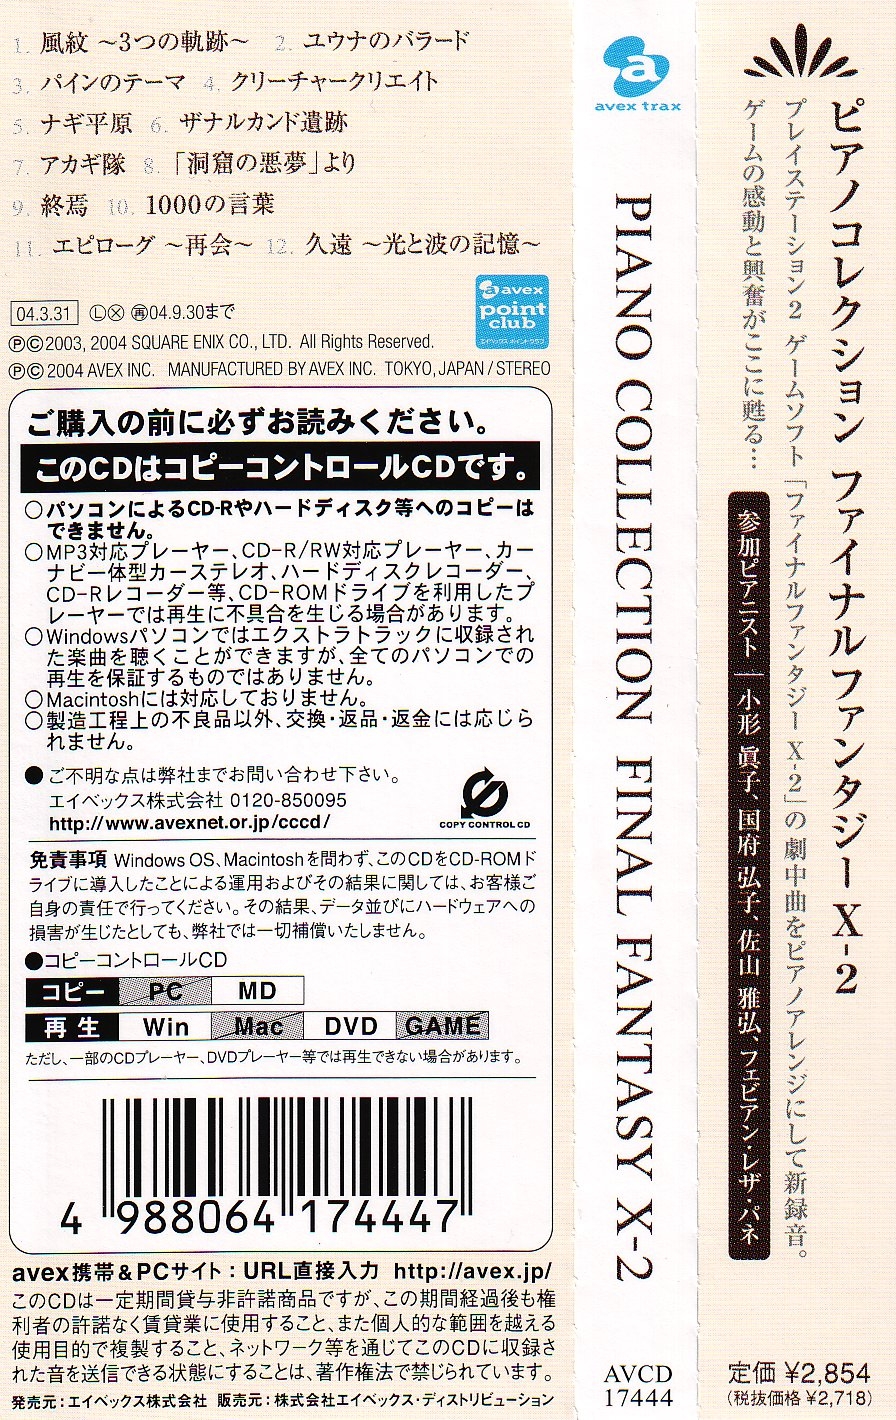 1. 風紋 ～3つの軌跡～ 2. ユウナのバラード
3. パインのテーマ 4. クリーチャークリエイト
5. ナギ平原 6. ザナルカンド遺跡
7. アカギ隊 8. 「洞窟の悪夢」より
9. 終焉 10. 1000の言葉
11. エピローグ ～再会～ 12. 久遠 ～光と波の記憶～
04.3.31 Ⓛ Ⓧ ㊢04.9.30まで
℗©2003, 2004 SQUARE ENIX CO., LTD. All Rights Reserved.
℗©2004 AVEX INC. MANUFACTURED BY AVEX INC. TOKYO, JAPAN / STEREO
avex
point
club
エイベックス ポイントクラブ
ご購入の前に必ずお読みください。
このCDはコピーコントロールCDです。
○パソコンによるCD-Rやハードディスク等へのコピーは
できません。
○MP3対応プレーヤー、CD-R/RW対応プレーヤー、カー
ナビ一体型カーステレオ、ハードディスクレコーダー、
CD-Rレコーダー等、CD-ROMドライブを利用したプ
レーヤーでは再生に不具合を生じる場合があります。
○Windowsパソコンではエクストラトラックに収録され
た楽曲を聴くことができますが、全てのパソコンでの
再生を保証するものではありません。
○Macintoshには対応しておりません。
○製造工程上の不良品以外、交換・返品・返金には応じら
れません。
●ご不明な点は弊社までお問い合わせ下さい。
エイベックス株式会社 0120-850095
http://www.avexnet.or.jp/cccd/
COPY CONTROL CD
免責事項 Windows OS、Macintoshを問わず、このCDをCD-ROMド
ライブに導入したことによる運用およびその結果に関しては、お客様ご
自身の責任で行ってください。その結果、データ並びにハードウェアへの
損害が生じたとしても、弊社では一切補償いたしません。
●コピーコントロールCD
コピー PC MD
再生 Win Mac DVD GAME
ただし、一部のCDプレーヤー、DVDプレーヤー等では再生できない場合があります。
4 988064 174447
avex携帯&PCサイト：URL直接入力 http://avex.jp/
このCDは一定期間貸与非許諾商品ですが、この期間経過後も権
利者の許諾なく賃貸業に使用すること、また個人的な範囲を越える
使用目的で複製すること、ネットワーク等を通じてこのCDに収録さ
れた音を送信できる状態にすることは、著作権法で禁じられています。
発売元：エイベックス株式会社 販売元：株式会社エイベックス・ディストリビューション
a
avex trax
PIANO COLLECTION FINAL FANTASY X-2
AVCD
17444
ピアノコレクション ファイナルファンタジー X-2
プレイステーション2 ゲームソフト「ファイナルファンタジー X-2」の劇中曲をピアノアレンジにして新録音。
ゲームの感動と興奮がここに甦る…
参加ピアニスト｜小形 眞子、国府 弘子、佐山 雅弘、フェビアン・レザ・パネ
定価 ¥2,854
(税抜価格 ¥2,718)